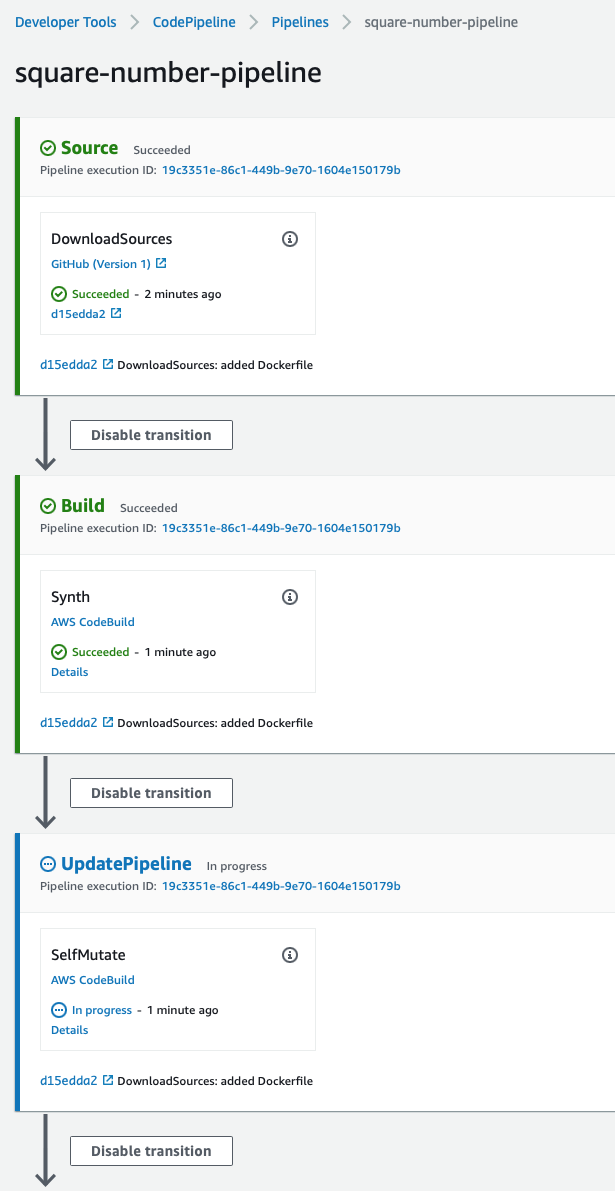 Developer Tools > CodePipeline > Pipelines > square-number-pipeline
square-number-pipeline
Source Succeeded
Pipeline execution ID: 19c3351e-86c1-449b-9e70-1604e150179b
DownloadSources
GitHub (Version 1)
Succeeded - 2 minutes ago
d15edda2
d15edda2 DownloadSources: added Dockerfile
Disable transition
Build Succeeded
Pipeline execution ID: 19c3351e-86c1-449b-9e70-1604e150179b
Synth
AWS CodeBuild
Succeeded - 1 minute ago
Details
d15edda2 DownloadSources: added Dockerfile
Disable transition
UpdatePipeline In progress
Pipeline execution ID: 19c3351e-86c1-449b-9e70-1604e150179b
SelfMutate
AWS CodeBuild
In progress - 1 minute ago
Details
d15edda2 DownloadSources: added Dockerfile
Disable transition